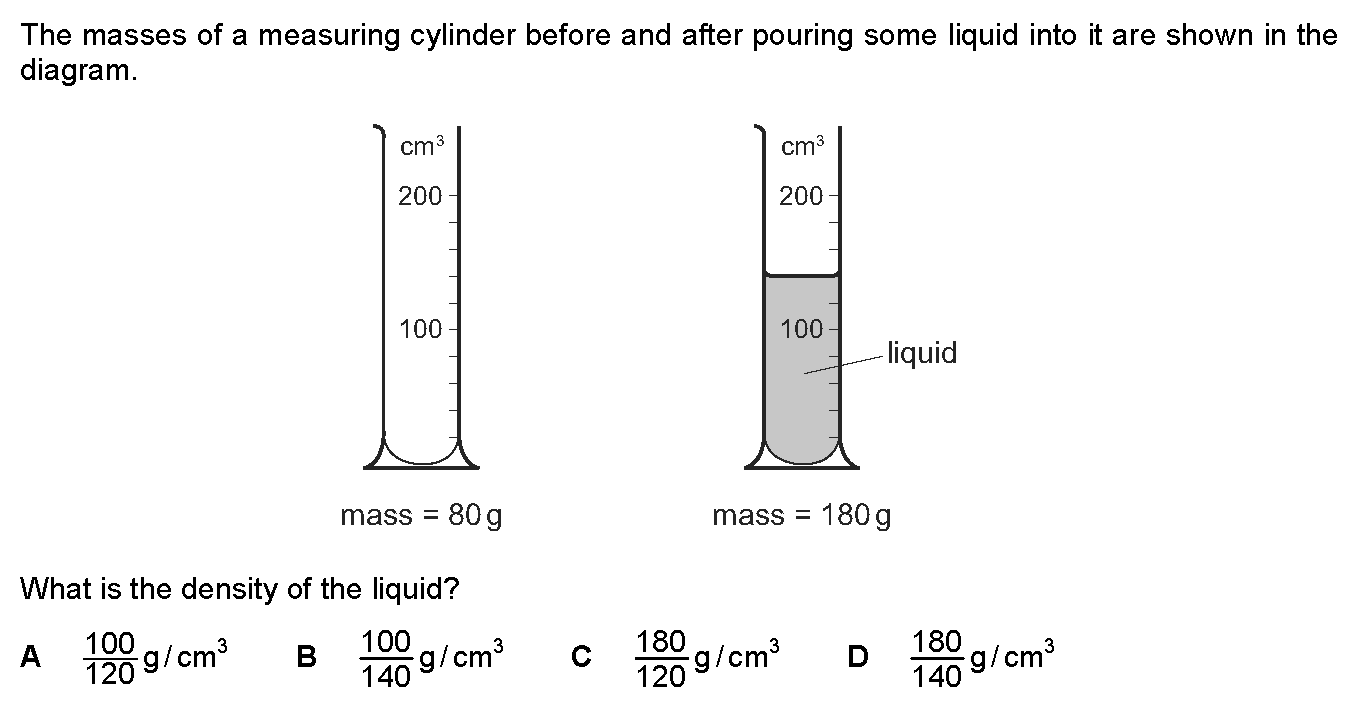 The masses of a measuring cylinder before and after pouring some liquid into it are shown in the
diagram.
cm³
200
100
mass = 80 g
cm³
200
100
liquid
mass = 180 g
What is the density of the liquid?
A 100/120 g / cm³ B 100/140 g / cm³ C 180/120 g / cm³ D 180/140 g / cm³